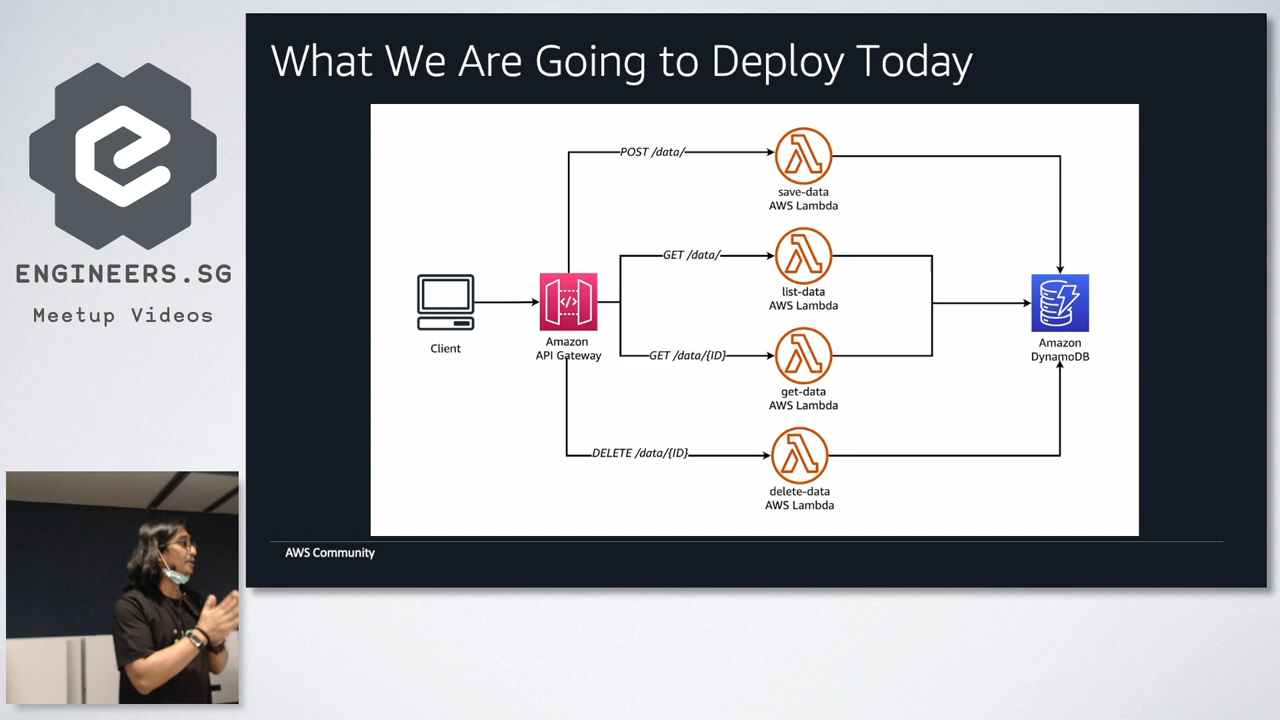 What We Are Going to Deploy Today
ENGINEERS.SG
Meetup Videos
POST /data/
save-data
AWS Lambda
GET /data/
list-data
AWS Lambda
Client
Amazon
API Gateway
Amazon
DynamoDB
GET /data/{ID}
get-data
AWS Lambda
DELETE /data/{ID}
delete-data
AWS Lambda
AWS Community